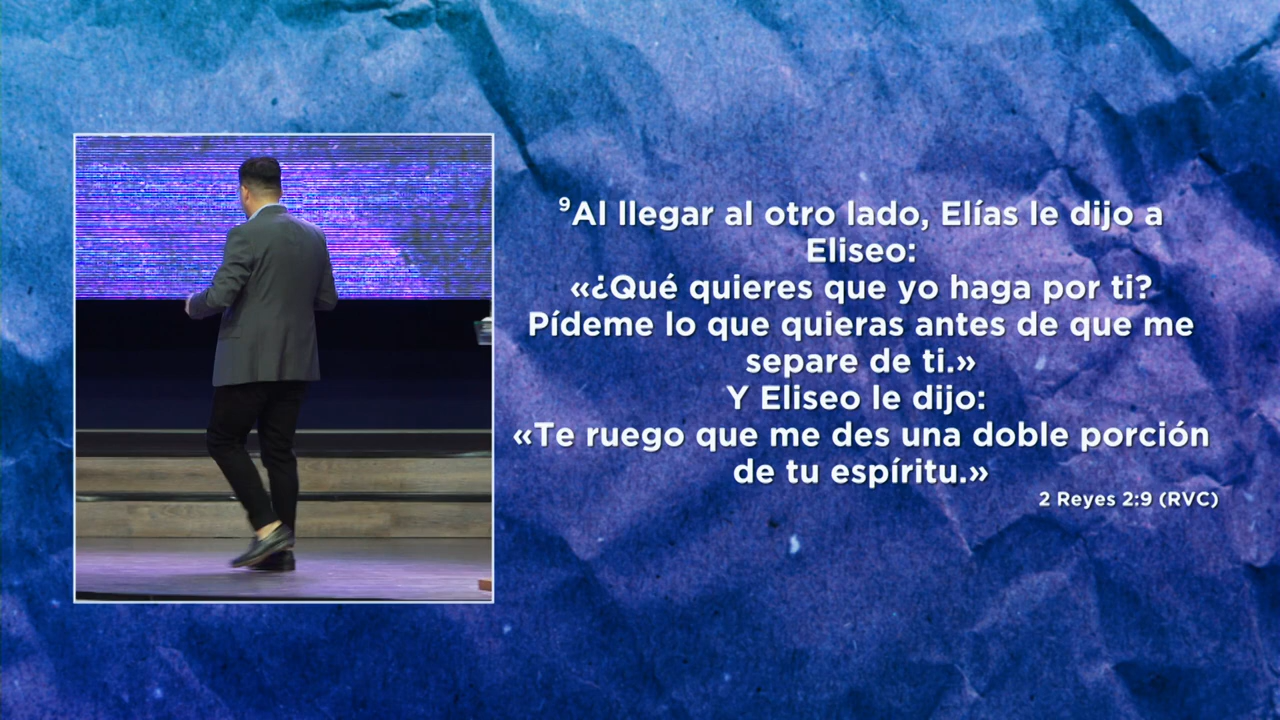 ⁹Al llegar al otro lado, Elías le dijo a
Eliseo:
«¿Qué quieres que yo haga por ti?
Pídeme lo que quieras antes de que me
separe de ti.»
Y Eliseo le dijo:
«Te ruego que me des una doble porción
de tu espíritu.»
2 Reyes 2:9 (RVC)